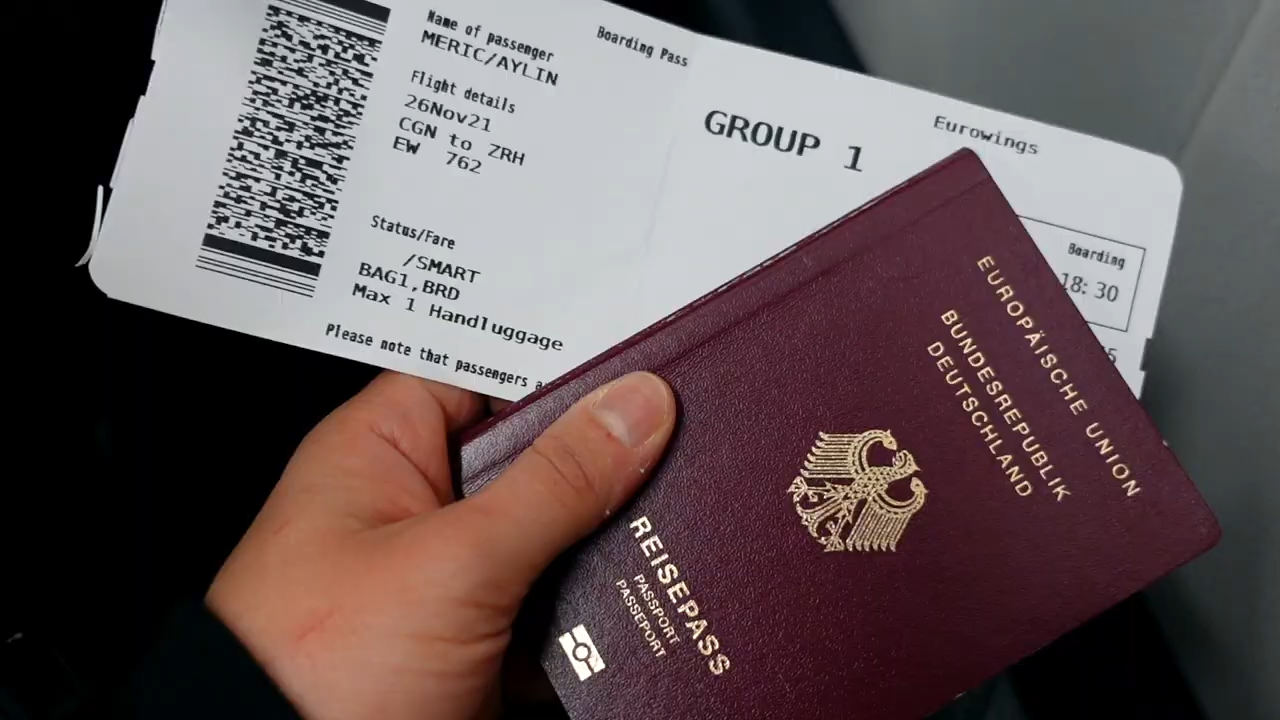 Name of passenger
MERIC/AYLIN
Flight details
26Nov21
CGN to ZRH
EW 762
Status/Fare
/SMART
BAG1,BRD
Max 1 Handluggage
Please note that passengers
Boarding Pass
GROUP 1
Eurowings
Boarding
18:30
EUROPÄISCHE UNION
BUNDESREPUBLIK
DEUTSCHLAND
REISEPASS
PASSPORT
PASSEPORT